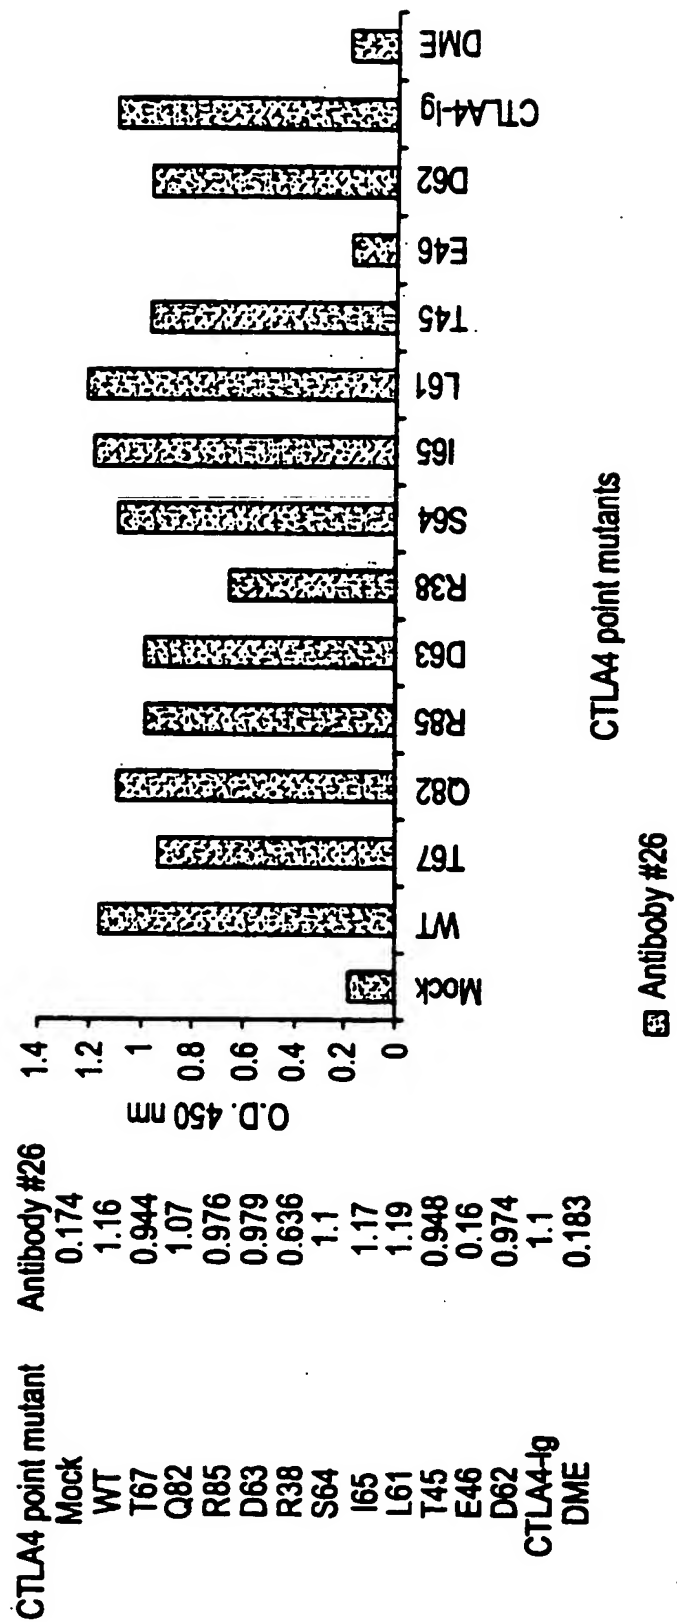 CTLA4 point mutant Antibody #26
Mock 0.174
WT 1.16
T67 0.944
Q82 1.07
R85 0.976
D63 0.979
R38 0.636
S64 1.1
I65 1.17
L61 1.19
T45 0.948
E46 0.16
D62 0.974
CTLA4-Ig 1.1
DME 0.183
O.D. 450 nm
1.4
1.2
1
0.8
0.6
0.4
0.2
0
Mock
WT
T67
Q82
R85
D63
R38
S64
I65
L61
T45
E46
D62
CTLA4-Ig
DME
CTLA4 point mutants
Antiboby #26